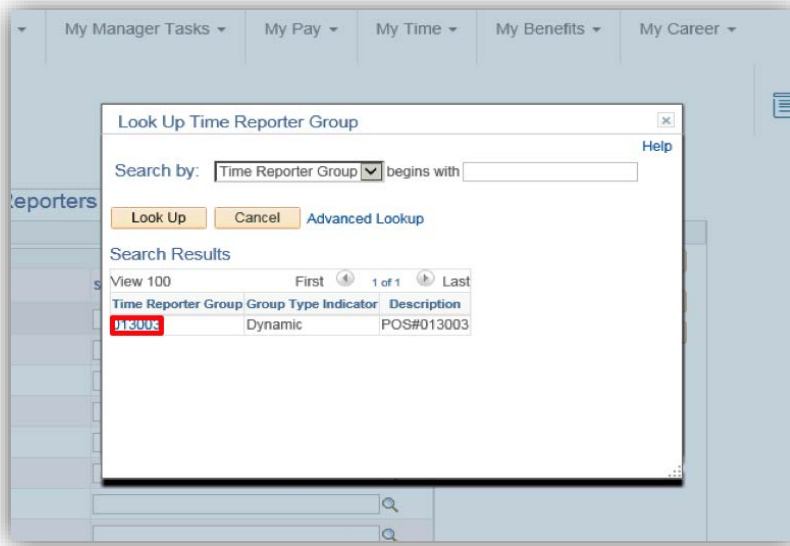 My Manager Tasks My Pay My Time My Benefits My Career
Look Up Time Reporter Group
Help
Search by: Time Reporter Group begins with
eporters
Look Up Cancel Advanced Lookup
Search Results
View 100 First 1 of 1 Last
Time Reporter Group Group Type Indicator Description
013003 Dynamic POS#013003